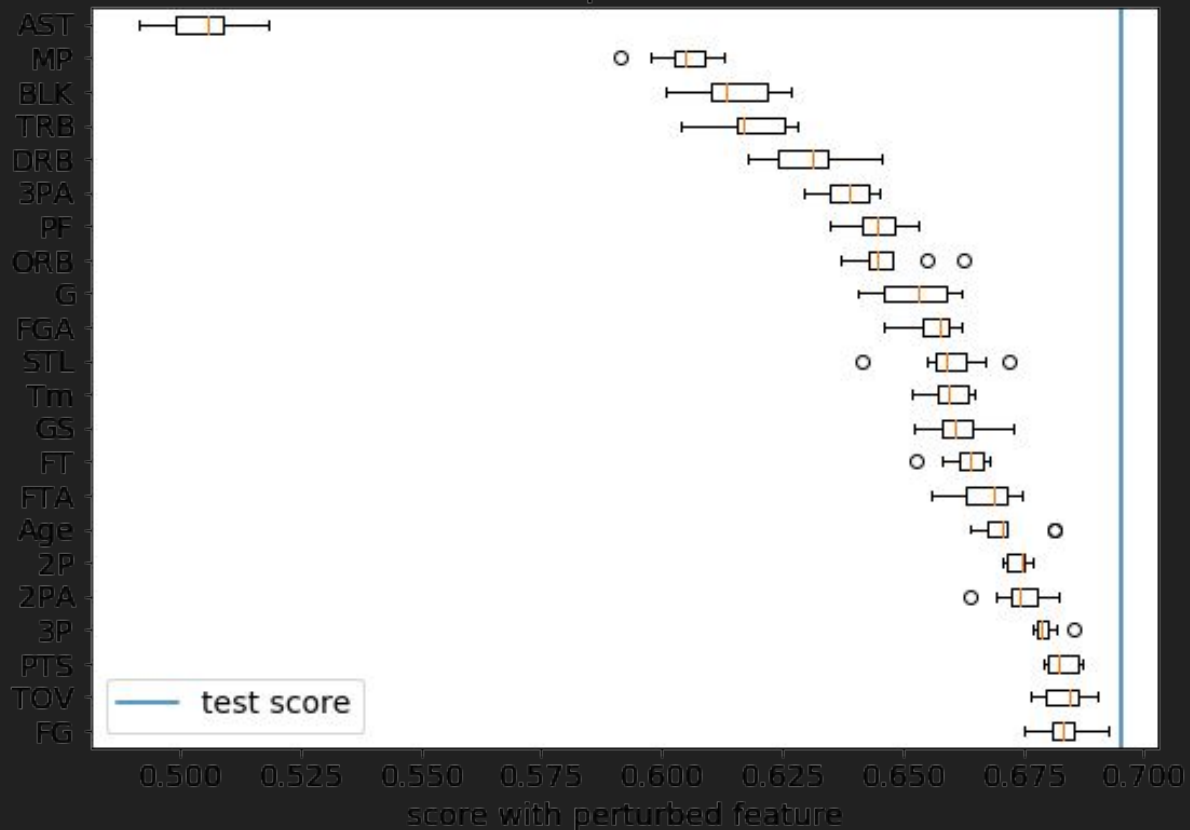 AST
MP
BLK
TRB
DRB
3PA
PF
ORB
G
FGA
STL
Tm
GS
FT
FTA
Age
2P
2PA
3P
PTS
TOV
FG
test score
0.500 0.525 0.550 0.575 0.600 0.625 0.650 0.675 0.700
score with perturbed feature